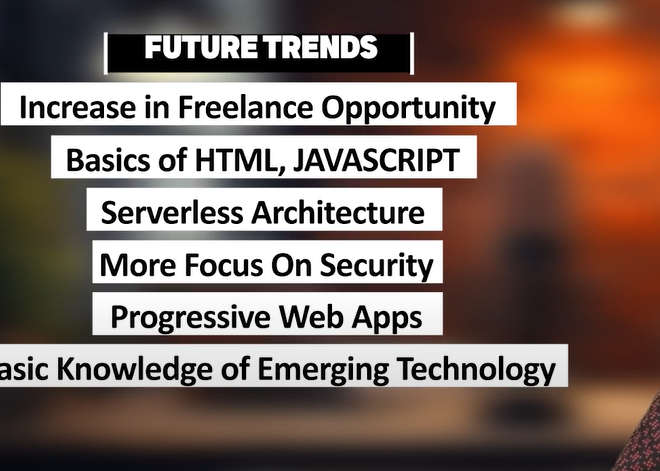 FUTURE TRENDS
Increase in Freelance Opportunity
Basics of HTML, JAVASCRIPT
Serverless Architecture
More Focus On Security
Progressive Web Apps
asic Knowledge of Emerging Technology